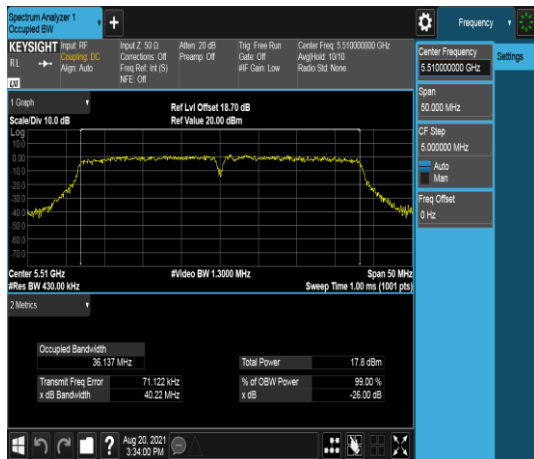 Spectrum Analyzer 1
Occupied BW
Frequency
KEYSIGHT
RL
LXI
Input: RF
Coupling: DC
Align: Auto
Input Z: 50 Ω
Corrections: Off
Freq Ref: Int (S)
NFE: Off
Atten: 20 dB
Preamp: Off
Trig: Free Run
Gate: Off
#IF Gain: Low
Center Freq: 5.510000000 GHz
Avg|Hold: 10/10
Radio Std: None
Center Frequency
5.510000000 GHz
Settings
Span
50.000 MHz
CF Step
5.000000 MHz
Auto
Man
Freq Offset
0 Hz
1 Graph
Scale/Div 10.0 dB
Ref Lvl Offset 18.70 dB
Ref Value 20.00 dBm
Log
10.0
0.00
-10.0
-20.0
-30.0
-40.0
-50.0
-60.0
-70.0
Center 5.51 GHz
#Res BW 430.00 kHz
#Video BW 1.3000 MHz
Span 50 MHz
Sweep Time 1.00 ms (1001 pts)
2 Metrics
Occupied Bandwidth
36.137 MHz
Total Power 17.8 dBm
Transmit Freq Error 71.122 kHz
% of OBW Power 99.00 %
x dB Bandwidth 40.22 MHz
x dB -26.00 dB
?
Aug 20, 2021
3:34:00 PM